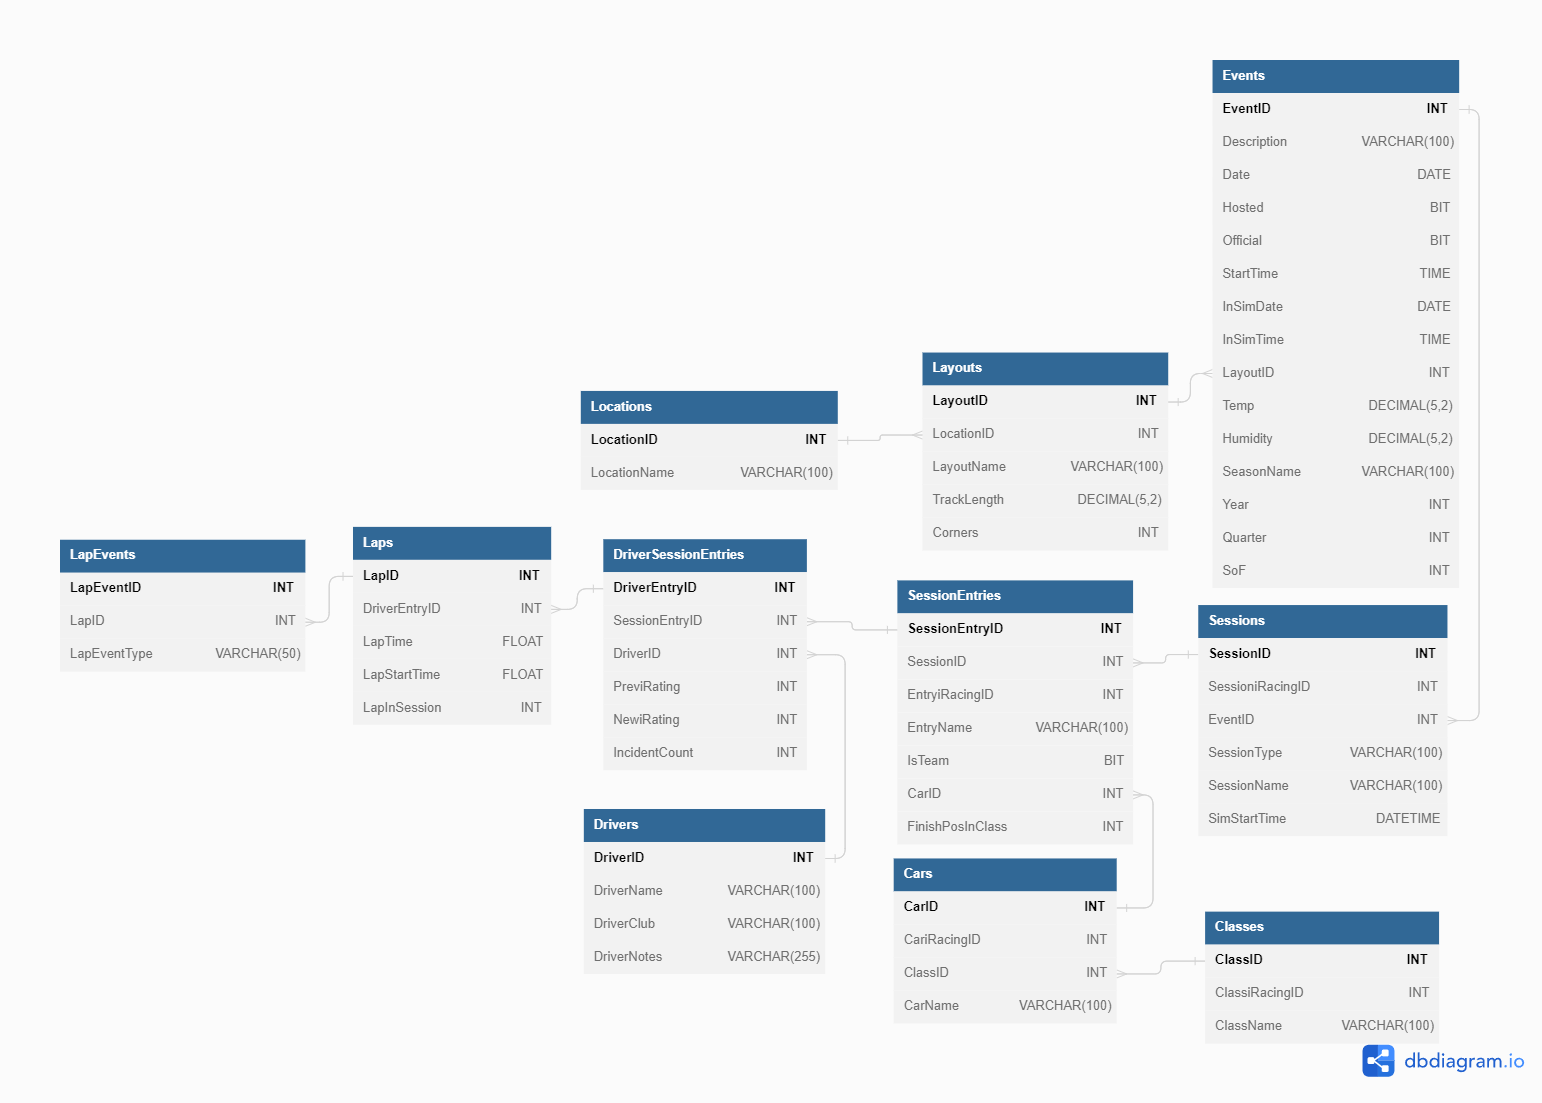 Events
EventID INT
Description VARCHAR(100)
Date DATE
Hosted BIT
Official BIT
StartTime TIME
InSimDate DATE
InSimTime TIME
LayoutID INT
Temp DECIMAL(5,2)
Humidity DECIMAL(5,2)
SeasonName VARCHAR(100)
Year INT
Quarter INT
SoF INT
Layouts
LayoutID INT
LocationID INT
LayoutName VARCHAR(100)
TrackLength DECIMAL(5,2)
Corners INT
Locations
LocationID INT
LocationName VARCHAR(100)
LapEvents
LapEventID INT
LapID INT
LapEventType VARCHAR(50)
Laps
LapID INT
DriverEntryID INT
LapTime FLOAT
LapStartTime FLOAT
LapInSession INT
DriverSessionEntries
DriverEntryID INT
SessionEntryID INT
DriverID INT
PreviRating INT
NewiRating INT
IncidentCount INT
SessionEntries
SessionEntryID INT
SessionID INT
EntryiRacingID INT
EntryName VARCHAR(100)
IsTeam BIT
CarID INT
FinishPosInClass INT
Sessions
SessionID INT
SessioniRacingID INT
EventID INT
SessionType VARCHAR(100)
SessionName VARCHAR(100)
SimStartTime DATETIME
Drivers
DriverID INT
DriverName VARCHAR(100)
DriverClub VARCHAR(100)
DriverNotes VARCHAR(255)
Cars
CarID INT
CariRacingID INT
ClassID INT
CarName VARCHAR(100)
Classes
ClassID INT
ClassiRacingID INT
ClassName VARCHAR(100)
dbdiagram.io